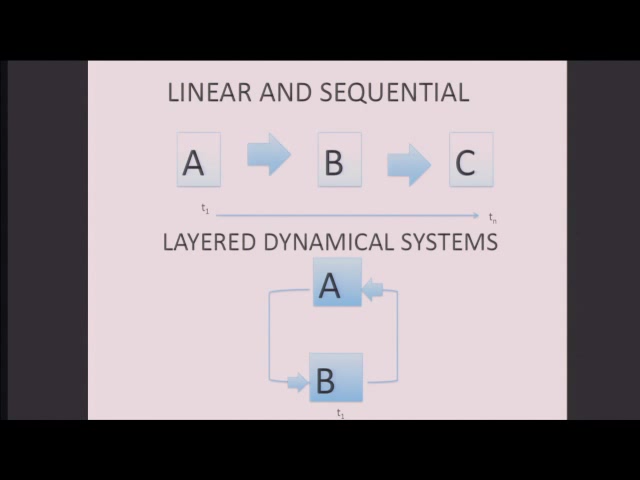 LINEAR AND SEQUENTIAL
A B C
t1 tn
LAYERED DYNAMICAL SYSTEMS
A
B
t1